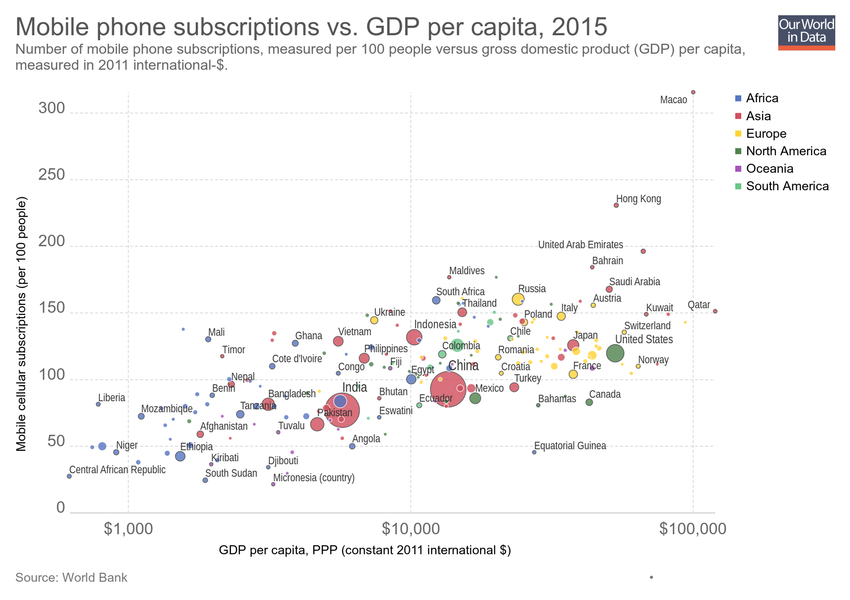 Mobile phone subscriptions vs. GDP per capita, 2015
Our World
in Data
Number of mobile phone subscriptions, measured per 100 people versus gross domestic product (GDP) per capita,
measured in 2011 international-$.
Mobile cellular subscriptions (per 100 people)
300
250
200
150
100
50
0
Africa
Asia
Europe
North America
Oceania
South America
Macao
Hong Kong
United Arab Emirates
Bahrain
Maldives
Saudi Arabia
South Africa
Russia
Austria
Thailand
Qatar
Kuwait
Ukraine
Poland
Italy
Indonesia
Switzerland
Mali
Ghana
Vietnam
Chile
Japan
United States
Timor
Philippines
Colombia
Romania
Cote d'Ivoire
Fiji
Norway
Congo
Egypt
China
Croatia
France
Nepal
Turkey
Benin
India
Bhutan
Mexico
Liberia
Bangladesh
Ecuador
Bahamas
Canada
Mozambique
Tanzania
Pakistan
Eswatini
Afghanistan
Tuvalu
Angola
Niger
Ethiopia
Equatorial Guinea
Kiribati
Djibouti
Central African Republic
South Sudan
Micronesia (country)
$1,000
$10,000
$100,000
GDP per capita, PPP (constant 2011 international $)
Source: World Bank